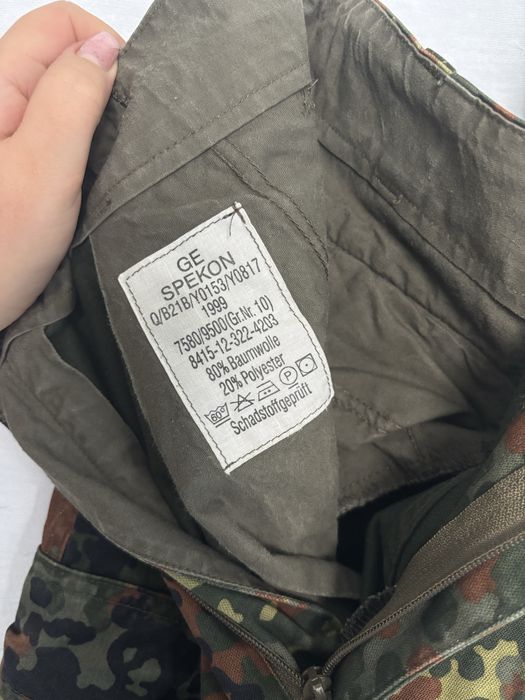 GE
SPEKON
Q/B21B/Y0153/Y0817
1999
7580/9500(Gr.Nr. 10)
8415-12-322-4203
80% Baumwolle
20% Polyester
60° P
Schadstoffgeprüft